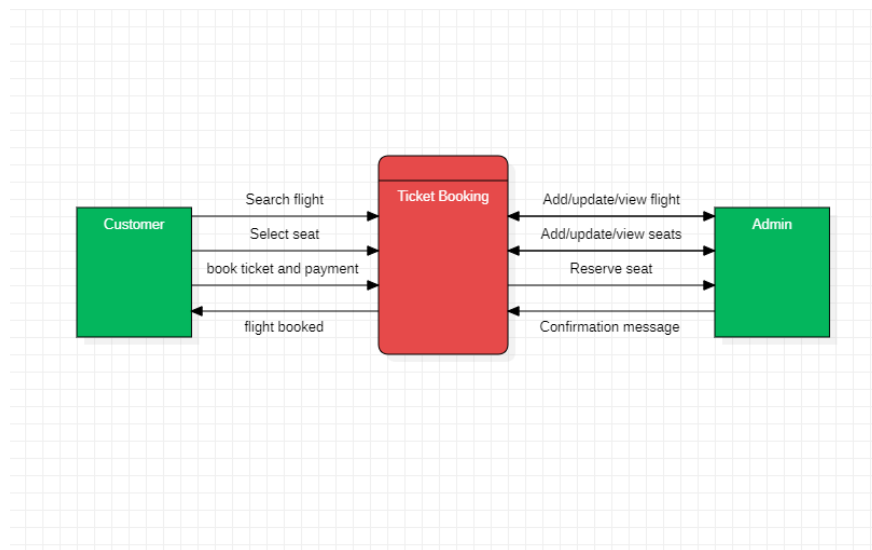 Search flight
Ticket Booking
Add/update/view flight
Customer
Admin
Select seat
Add/update/view seats
book ticket and payment
Reserve seat
flight booked
Confirmation message